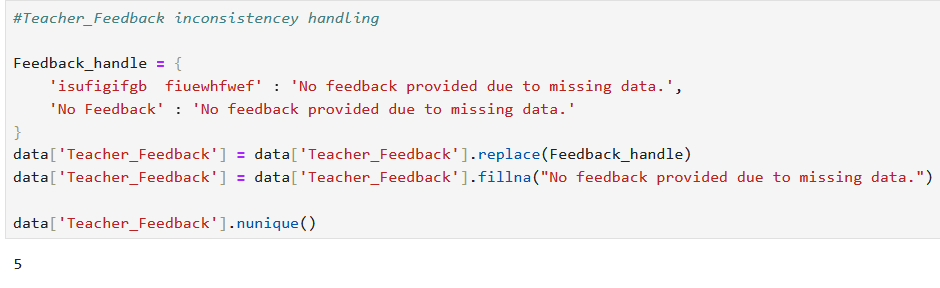 #Teacher_Feedback inconsistencey handling
Feedback_handle = {
    'isufigifgb  fiuewhfwef' : 'No feedback provided due to missing data.',
    'No Feedback' : 'No feedback provided due to missing data.'
}
data['Teacher_Feedback'] = data['Teacher_Feedback'].replace(Feedback_handle)
data['Teacher_Feedback'] = data['Teacher_Feedback'].fillna("No feedback provided due to missing data.")
data['Teacher_Feedback'].nunique()
5